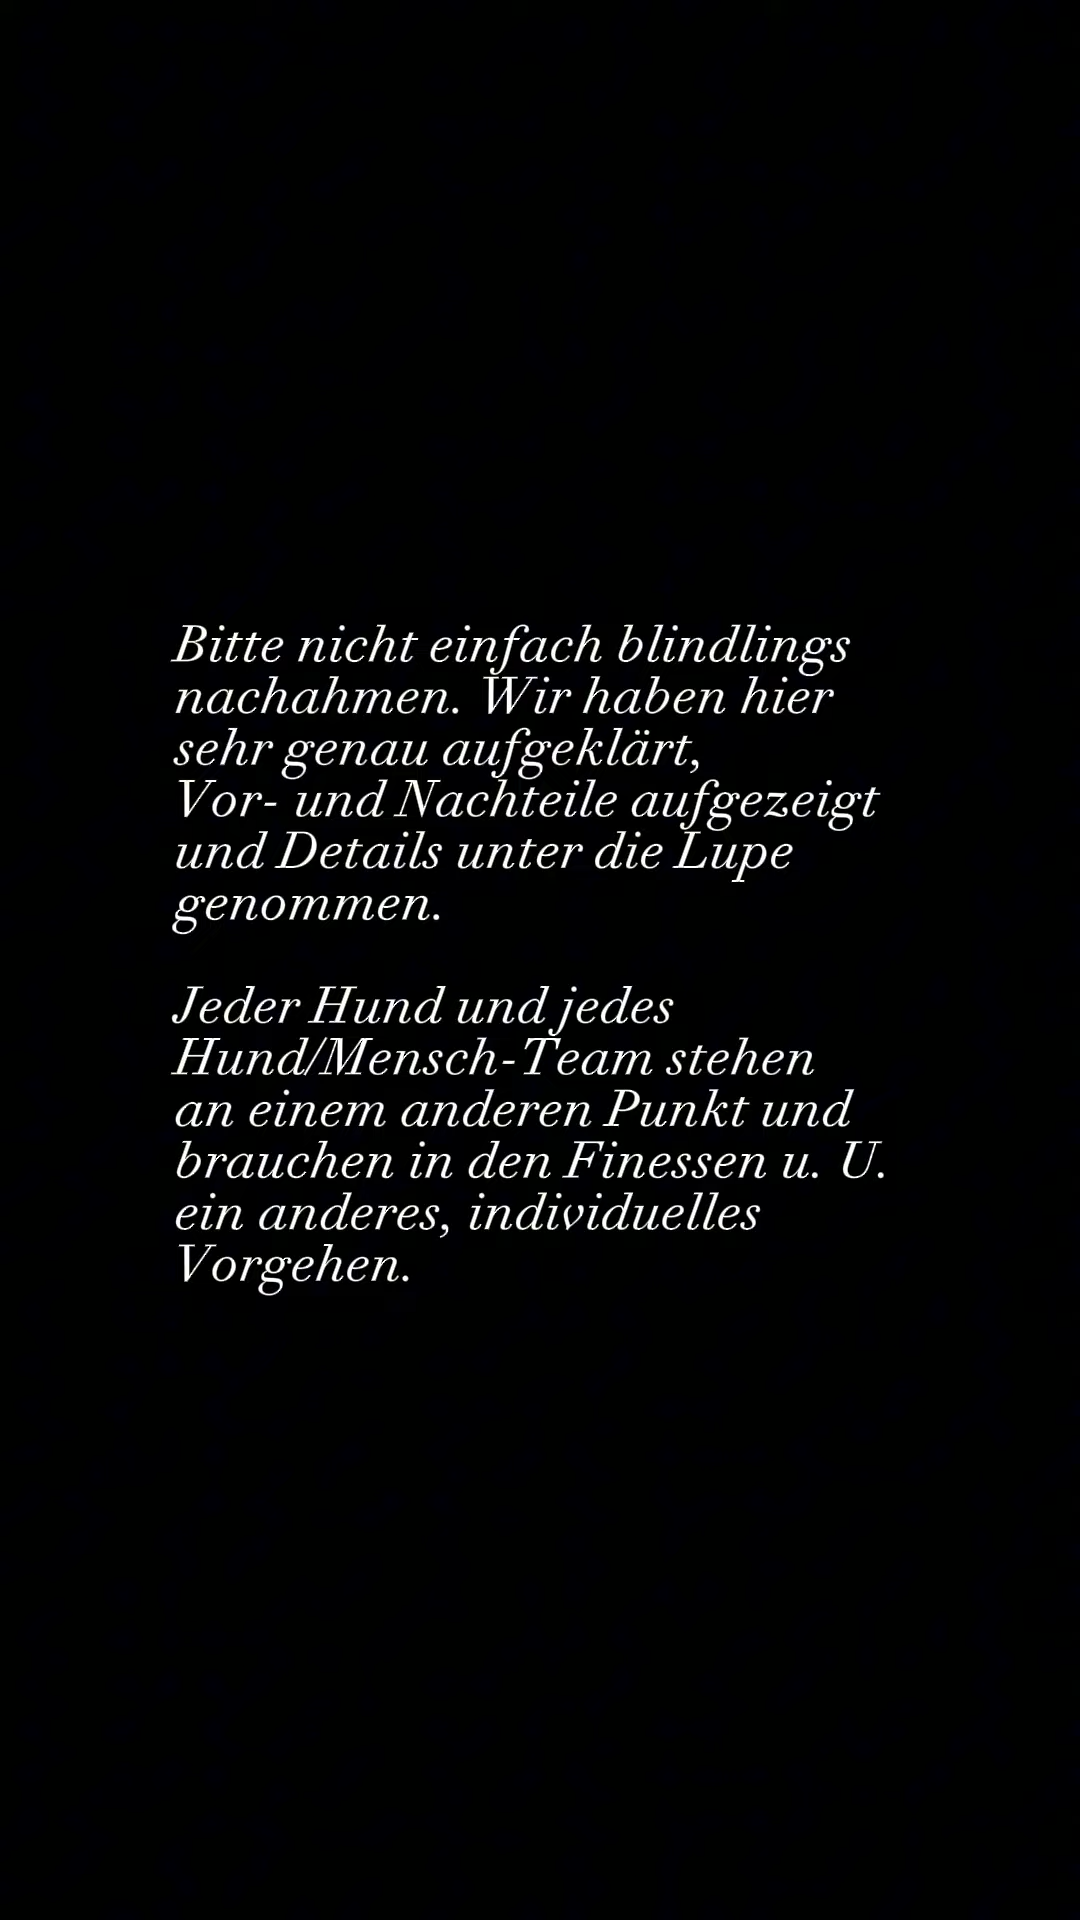 Bitte nicht einfach blindlings
nachahmen. Wir haben hier
sehr genau aufgeklärt,
Vor- und Nachteile aufgezeigt
und Details unter die Lupe
genommen.
Jeder Hund und jedes
Hund/Mensch-Team stehen
an einem anderen Punkt und
brauchen in den Finessen u. U.
ein anderes, individuelles
Vorgehen.